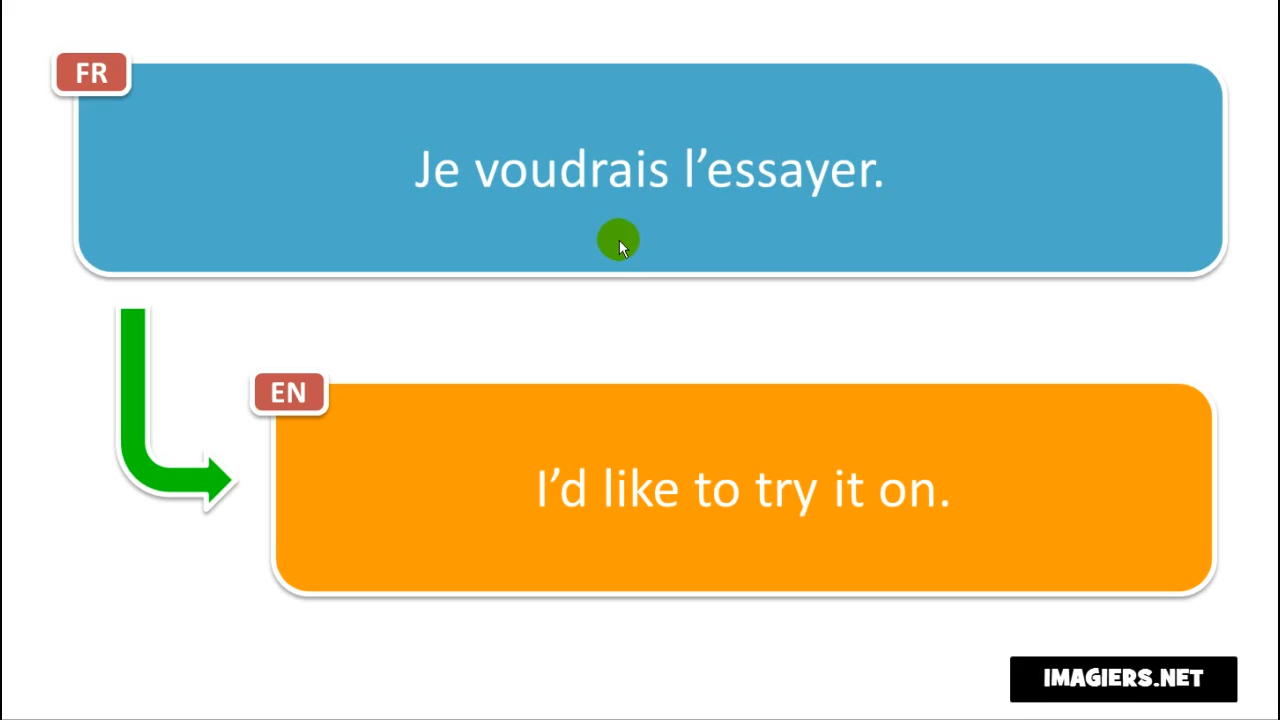 FR
Je voudrais l’essayer.
EN
I’d like to try it on.
IMAGIERS.NET